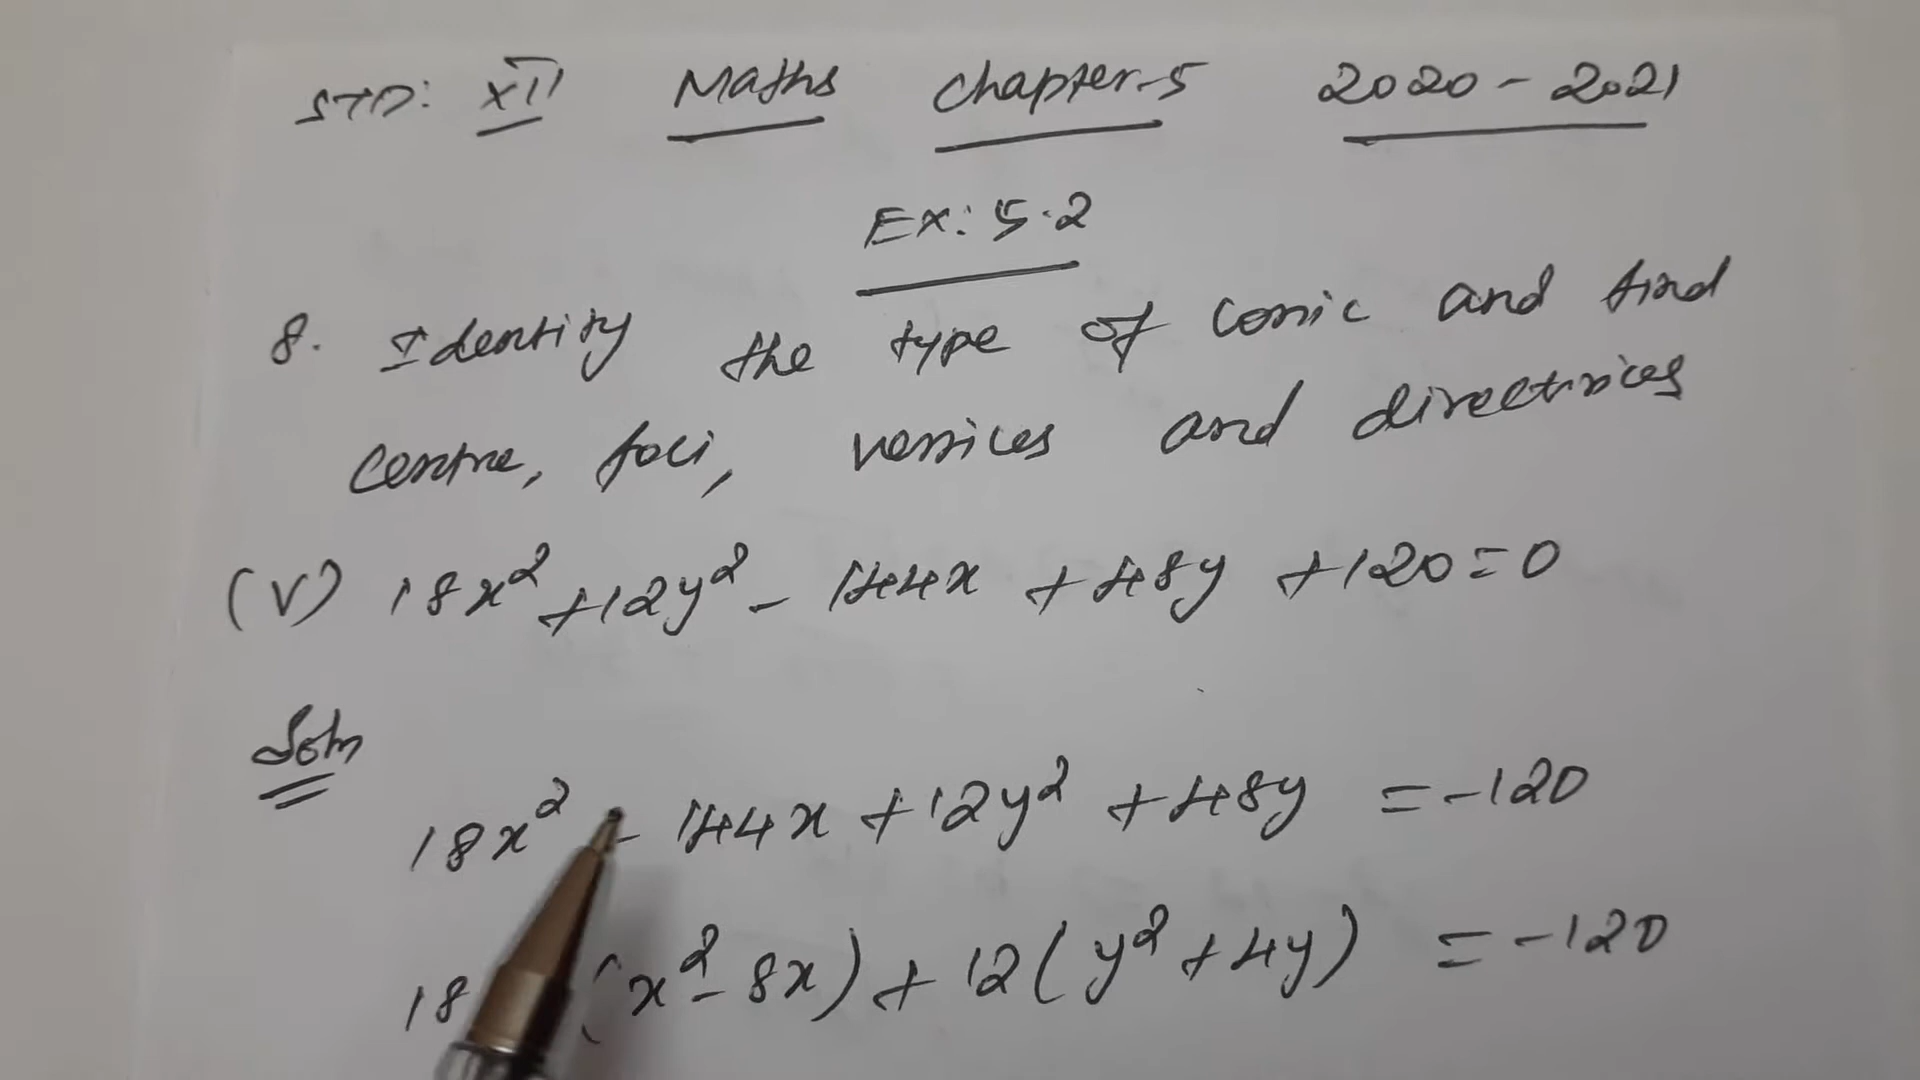 STD: XII Maths Chapter-5 2020-2021
EX: 5.2
8. Identify the type of conic and find
centre, foci, vertices and directrices
(V) 18x² + 12y² - 144x + 48y + 120 = 0
Soln
18x² - 144x + 12y² + 48y = -120
18 (x² - 8x) + 12 (y² + 4y) = -120